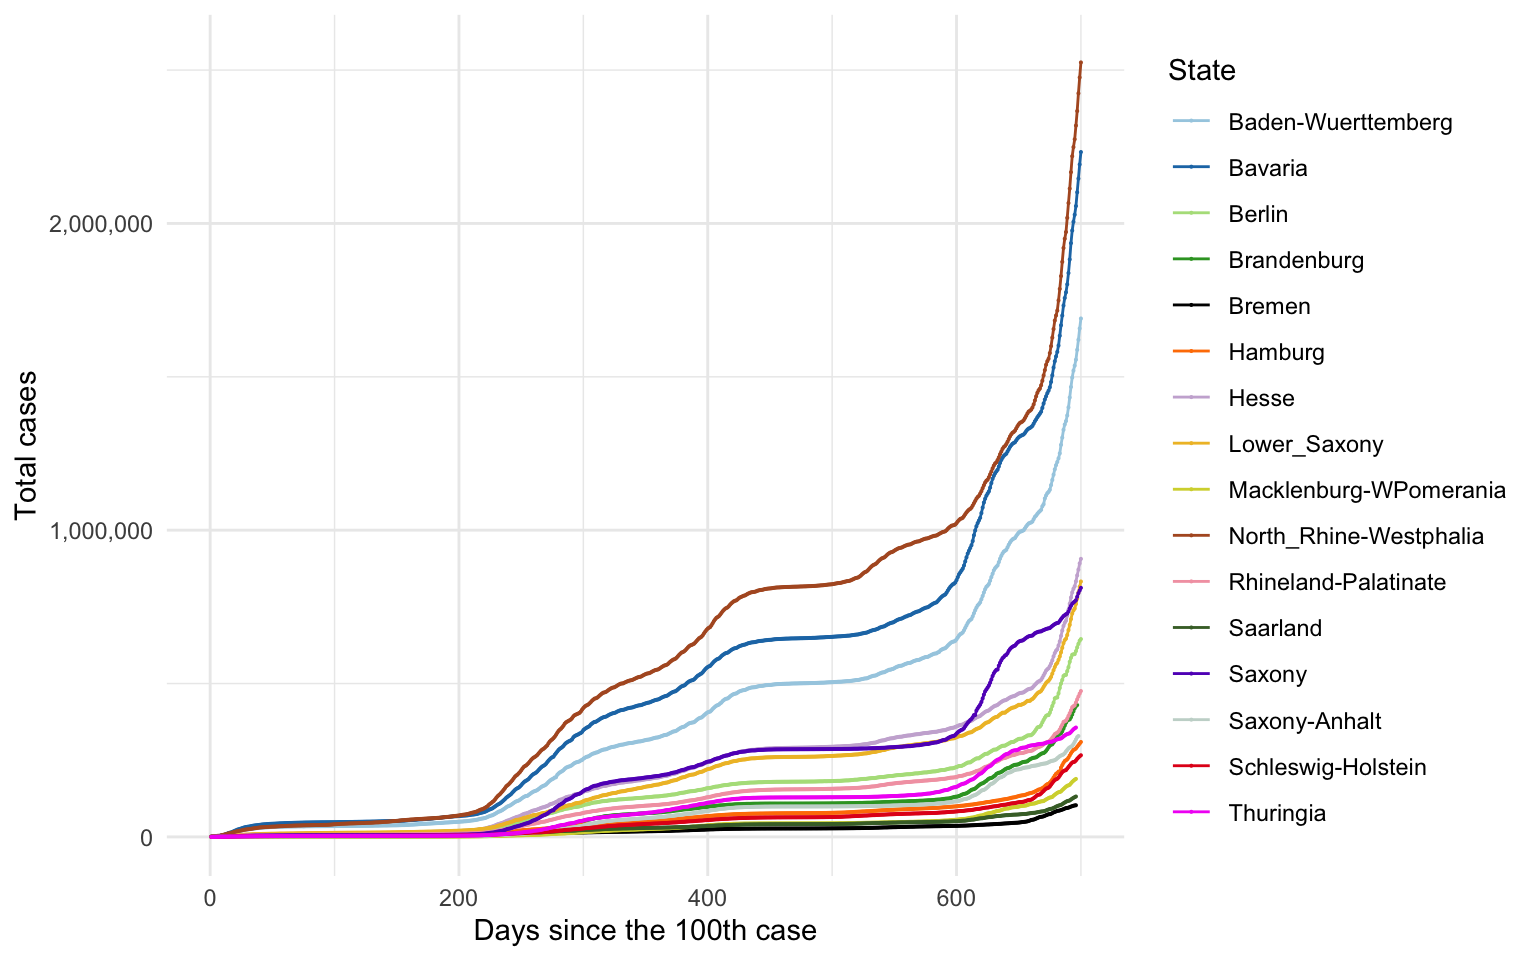 Total cases
2,000,000
1,000,000
0
0
200
400
600
Days since the 100th case
State
Baden-Wuerttemberg
Bavaria
Berlin
Brandenburg
Bremen
Hamburg
Hesse
Lower_Saxony
Macklenburg-WPomerania
North_Rhine-Westphalia
Rhineland-Palatinate
Saarland
Saxony
Saxony-Anhalt
Schleswig-Holstein
Thuringia